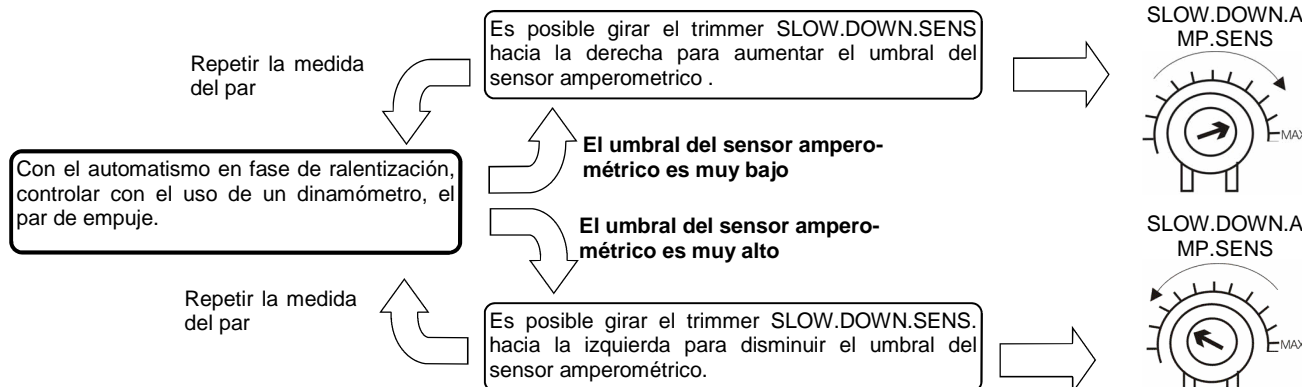 Es posible girar el trimmer SLOW.DOWN.SENS
hacia la derecha para aumentar el umbral del
sensor amperometrico .
SLOW.DOWN.A
MP.SENS
MAX
Repetir la medida
del par
El umbral del sensor ampero-
métrico es muy bajo
Con el automatismo en fase de ralentización,
controlar con el uso de un dinamómetro, el
par de empuje.
El umbral del sensor ampero-
métrico es muy alto
SLOW.DOWN.A
MP.SENS
MAX
Repetir la medida
del par
Es posible girar el trimmer SLOW.DOWN.SENS.
hacia la izquierda para disminuir el umbral del
sensor amperométrico.